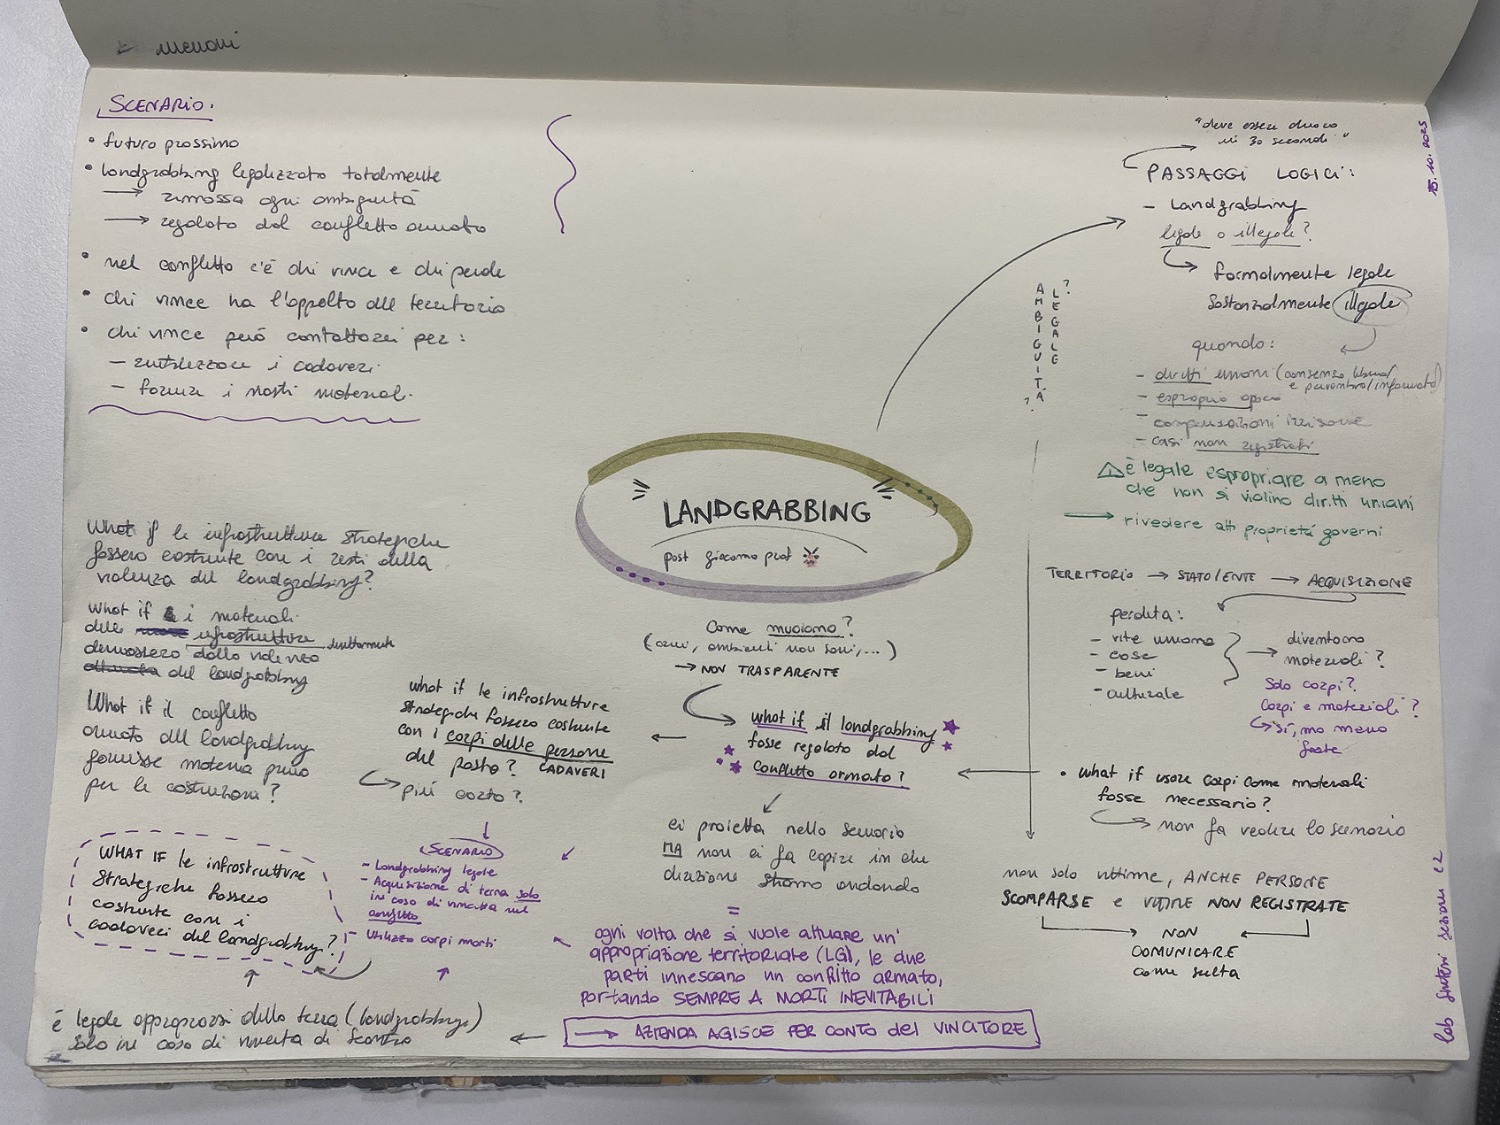 menoni
SCENARIO.
• futuro prossimo
• landgrabbing legalizzato totalmente
→ rimossa ogni ambiguità
→ regolato dal conflitto armato
• nel conflitto c'è chi vince e chi perde
• chi vince ha l'appalto all territorio
• chi vince può contattarci per:
– riutilizzare i cadaveri
– fornire i nostri materiali.
What if le infrastrutture strategiche
fossero costruite con i resti della
violenza del landgrabbing?
What if i materiali
delle infrastrutture direttamente
derivassero dalla violenza
del landgrabbing
What if il conflitto
armato del landgrabbing
fornisse materia prima
per le costruzioni?
WHAT IF le infrastrutture
strategiche fossero
costruite con i
cadaveri del landgrabbing?
è legale appropriarsi della terra (landgrabbing)
solo in caso di vincita di scontro
what if le infrastrutture
strategiche fossero costruite
con i corpi delle persone
del posto? CADAVERI
più corto?
SCENARIO
– Landgrabbing legale
– Acquisizione di terra solo
in caso di vincita nel
conflitto
– Utilizzo corpi morti
LANDGRABBING
post giacomo prof
Come muoiono?
(armi, ambienti non sani,...)
→ NON TRASPARENTE
what if il landgrabbing
fosse regolato dal
conflitto armato?
ci proietta nello scenario
MA non ci fa capire in che
direzione stiamo andando
=
ogni volta che si vuole attuare un'
appropriazione territoriale (LG), le due
parti innescano un conflitto armato,
portando SEMPRE A MORTI INEVITABILI
→ AZIENDA AGISCE PER CONTO del VINCITORE
"deve essere chiaro
in 30 secondi"
PASSAGGI LOGICI:
– Landgrabbing
legale o illegale?
formalmente legale
sostanzialmente illegale
AMBIGUITÀ
LEGALE
quando:
– diritti umani (consenso libero/
e preventivo/informato)
– esproprio opaco
– compensazioni irrisorie
– casi non registrati
è legale espropriare a meno
che non si violino diritti umani
→ rivedere atti proprietà governi
TERRITORIO → STATO/ENTE → ACQUISIZIONE
perdita:
– vite umane
– case
– beni
– culturale
→ diventano
materiali?
Solo corpi?
Corpi e materiali?
Sì, ma meno
forte
• what if usare corpi come materiali
fosse necessario?
non fa vedere lo scenario
non solo vittime, ANCHE PERSONE
SCOMPARSE e VITTIME NON REGISTRATE
NON
COMUNICARE
come scelta
15.10.2025
lab sintesi sezione C2